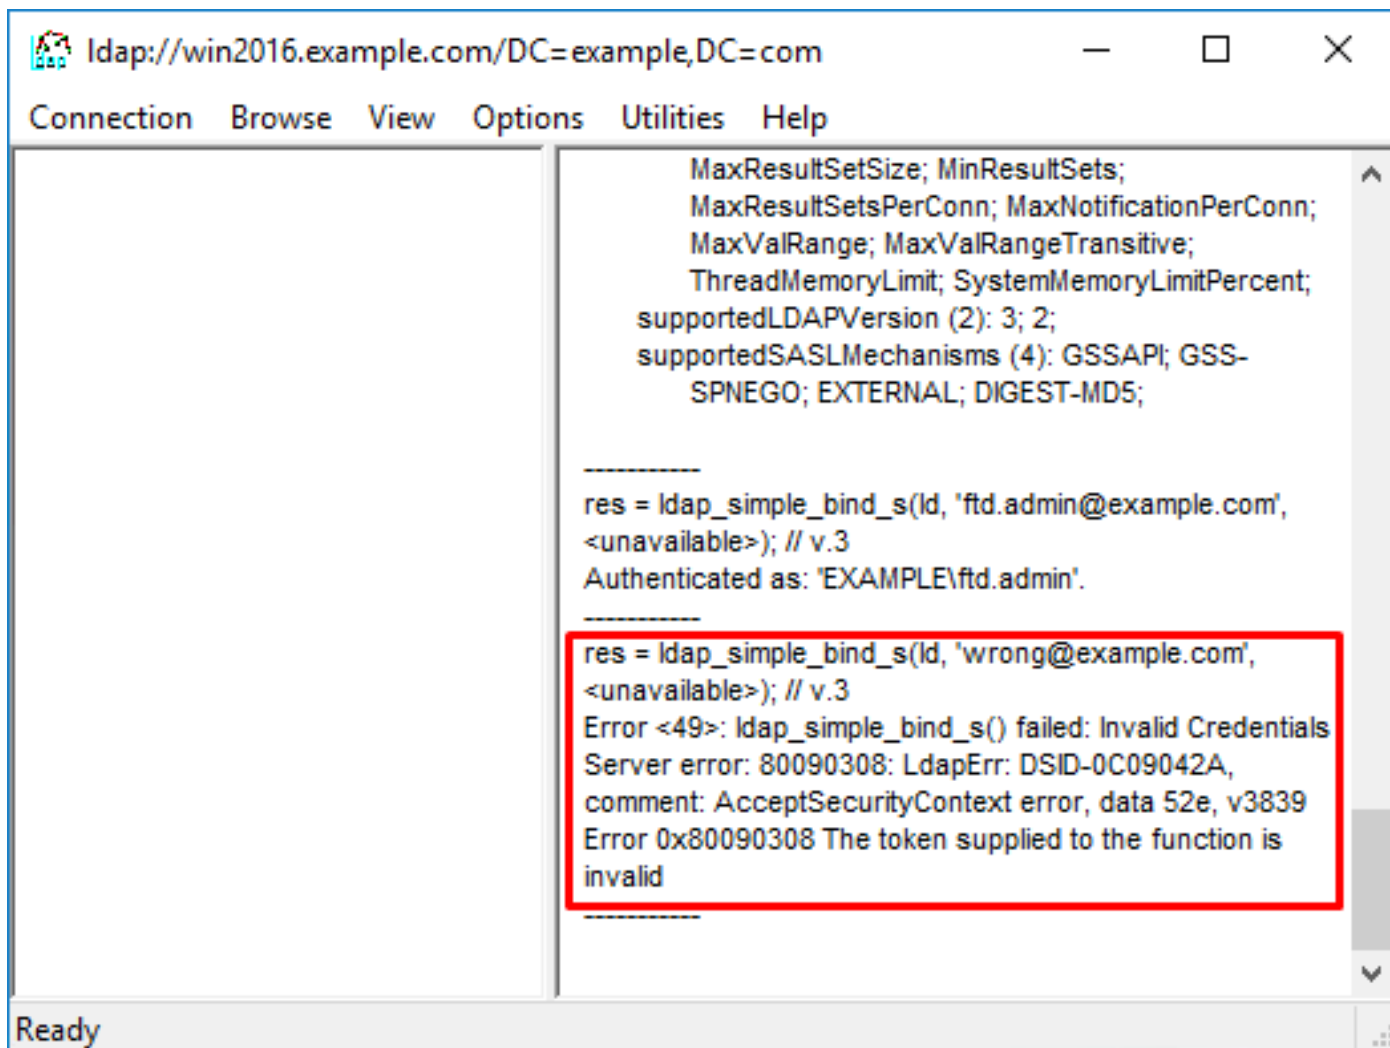 ldap://win2016.example.com/DC=example,DC=com
Connection Browse View Options Utilities Help
MaxResultSetSize; MinResultSets;
MaxResultSetsPerConn; MaxNotificationPerConn;
MaxValRange; MaxValRangeTransitive;
ThreadMemoryLimit; SystemMemoryLimitPercent;
supportedLDAPVersion (2): 3; 2;
supportedSASLMechanisms (4): GSSAPI; GSS-
SPNEGO; EXTERNAL; DIGEST-MD5;
-----------
res = ldap_simple_bind_s(ld, 'ftd.admin@example.com',
<unavailable>); // v.3
Authenticated as: 'EXAMPLE\ftd.admin'.
-----------
res = ldap_simple_bind_s(ld, 'wrong@example.com',
<unavailable>); // v.3
Error <49>: ldap_simple_bind_s() failed: Invalid Credentials
Server error: 80090308: LdapErr: DSID-0C09042A,
comment: AcceptSecurityContext error, data 52e, v3839
Error 0x80090308 The token supplied to the function is
invalid
-----------
Ready